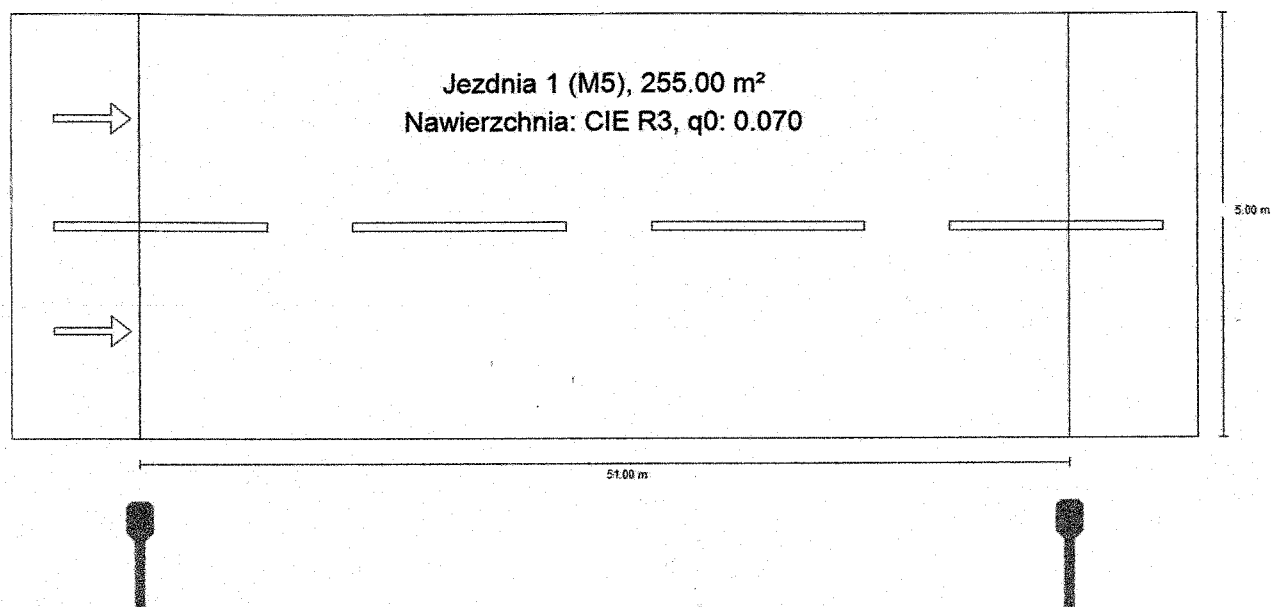 Jezdnia 1 (M5), 255.00 m²
Nawierzchnia: CIE R3, q0: 0.070
5.00 m
51.00 m